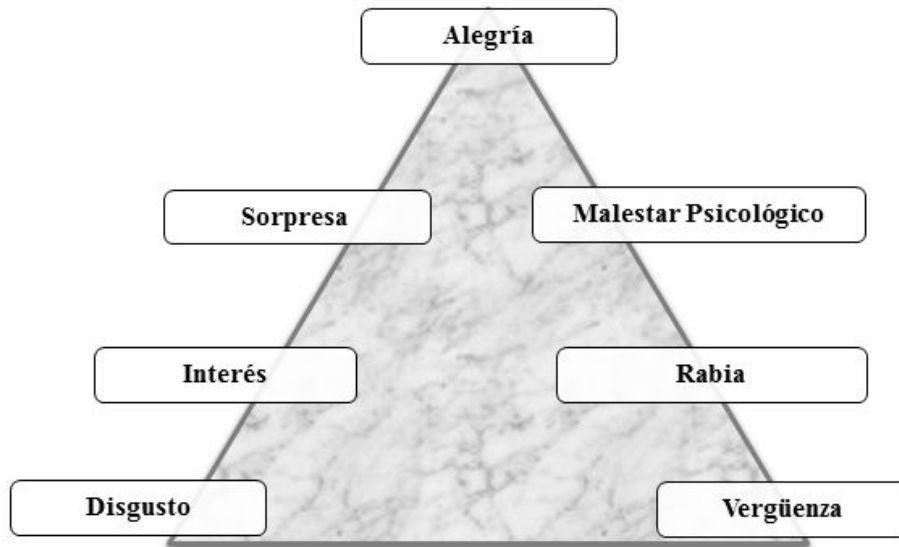 Alegría
Sorpresa
Malestar Psicológico
Interés
Rabia
Disgusto
Vergüenza